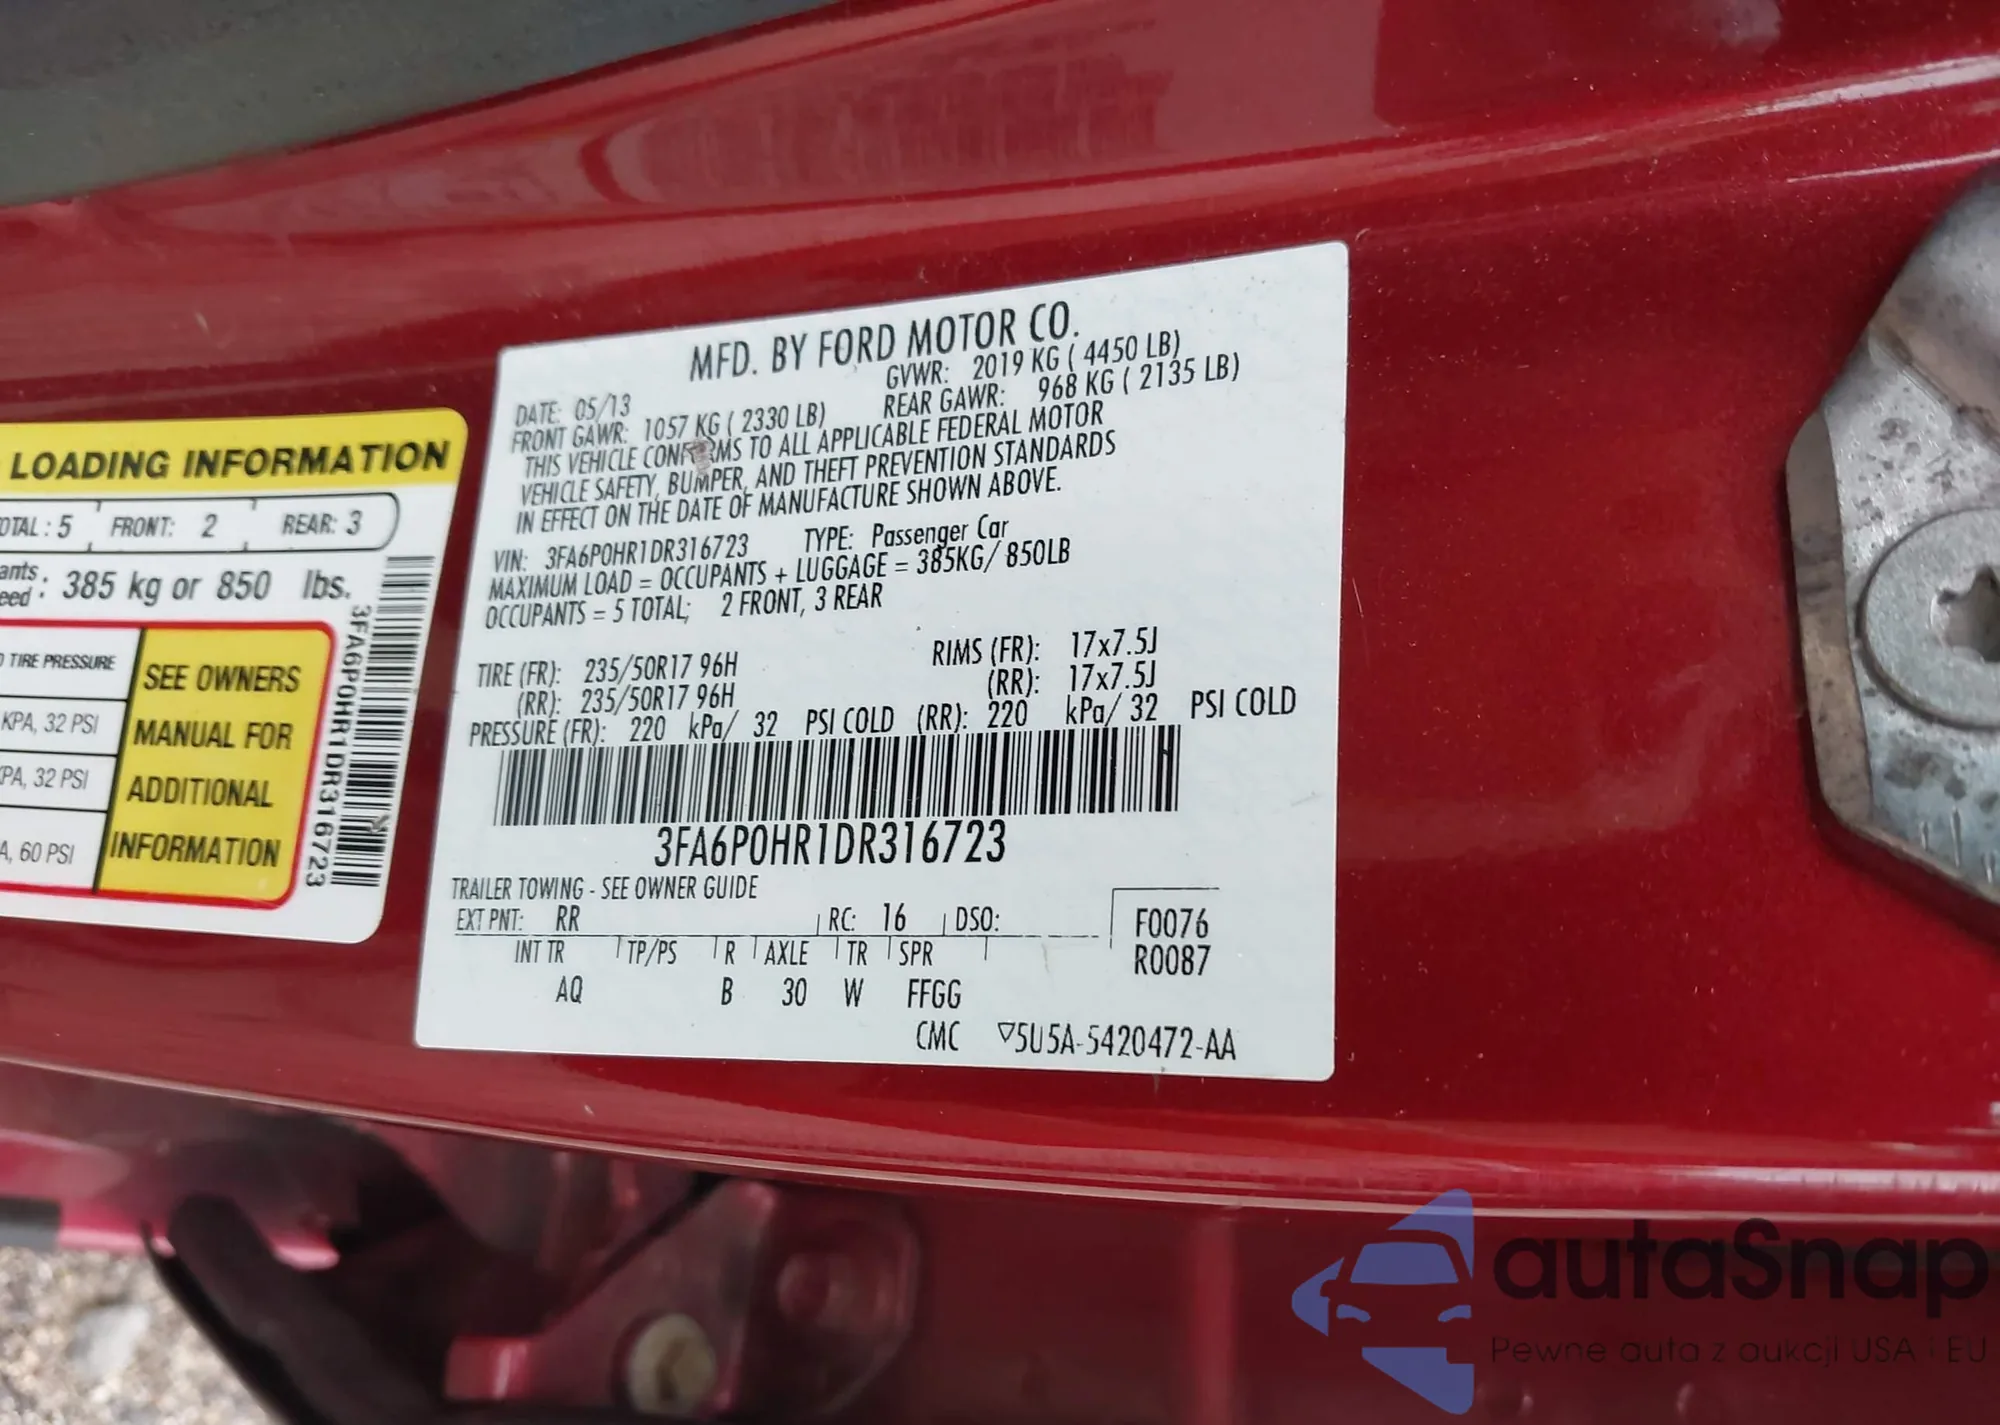 LOADING INFORMATION
TOTAL: 5 FRONT: 2 REAR: 3
385 kg or 850 lbs.
TIRE PRESSURE
KPA, 32 PSI
KPA, 32 PSI
60 PSI
SEE OWNERS
MANUAL FOR
ADDITIONAL
INFORMATION
3FA6P0HR1DR316723
MFD. BY FORD MOTOR CO.
DATE: 05/13 GVWR: 2019 KG ( 4450 LB)
FRONT GAWR: 1057 KG ( 2330 LB) REAR GAWR: 968 KG ( 2135 LB)
THIS VEHICLE CONFORMS TO ALL APPLICABLE FEDERAL MOTOR
VEHICLE SAFETY, BUMPER, AND THEFT PREVENTION STANDARDS
IN EFFECT ON THE DATE OF MANUFACTURE SHOWN ABOVE.
VIN: 3FA6P0HR1DR316723 TYPE: Passenger Car
MAXIMUM LOAD = OCCUPANTS + LUGGAGE = 385KG/ 850LB
OCCUPANTS = 5 TOTAL; 2 FRONT, 3 REAR
TIRE (FR): 235/50R17 96H RIMS (FR): 17x7.5J
(RR): 235/50R17 96H (RR): 17x7.5J
PRESSURE (FR): 220 kPa/ 32 PSI COLD (RR): 220 kPa/ 32 PSI COLD
3FA6P0HR1DR316723
TRAILER TOWING - SEE OWNER GUIDE
EXT PNT: RR RC: 16 DSO: F0076
INT TR TP/PS R AXLE TR SPR R0087
AQ B 30 W FFGG
CMC ▽5U5A-5420472-AA
autaSnap
Pewne auta z aukcji USA i EU